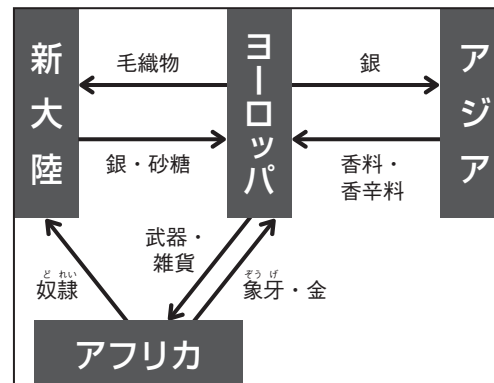 新大陸
毛織物
ヨーロッパ
銀
アジア
銀・砂糖
香料・
香辛料
武器・
雑貨
どれい
奴隷
ぞうげ
象牙・金
アフリカ